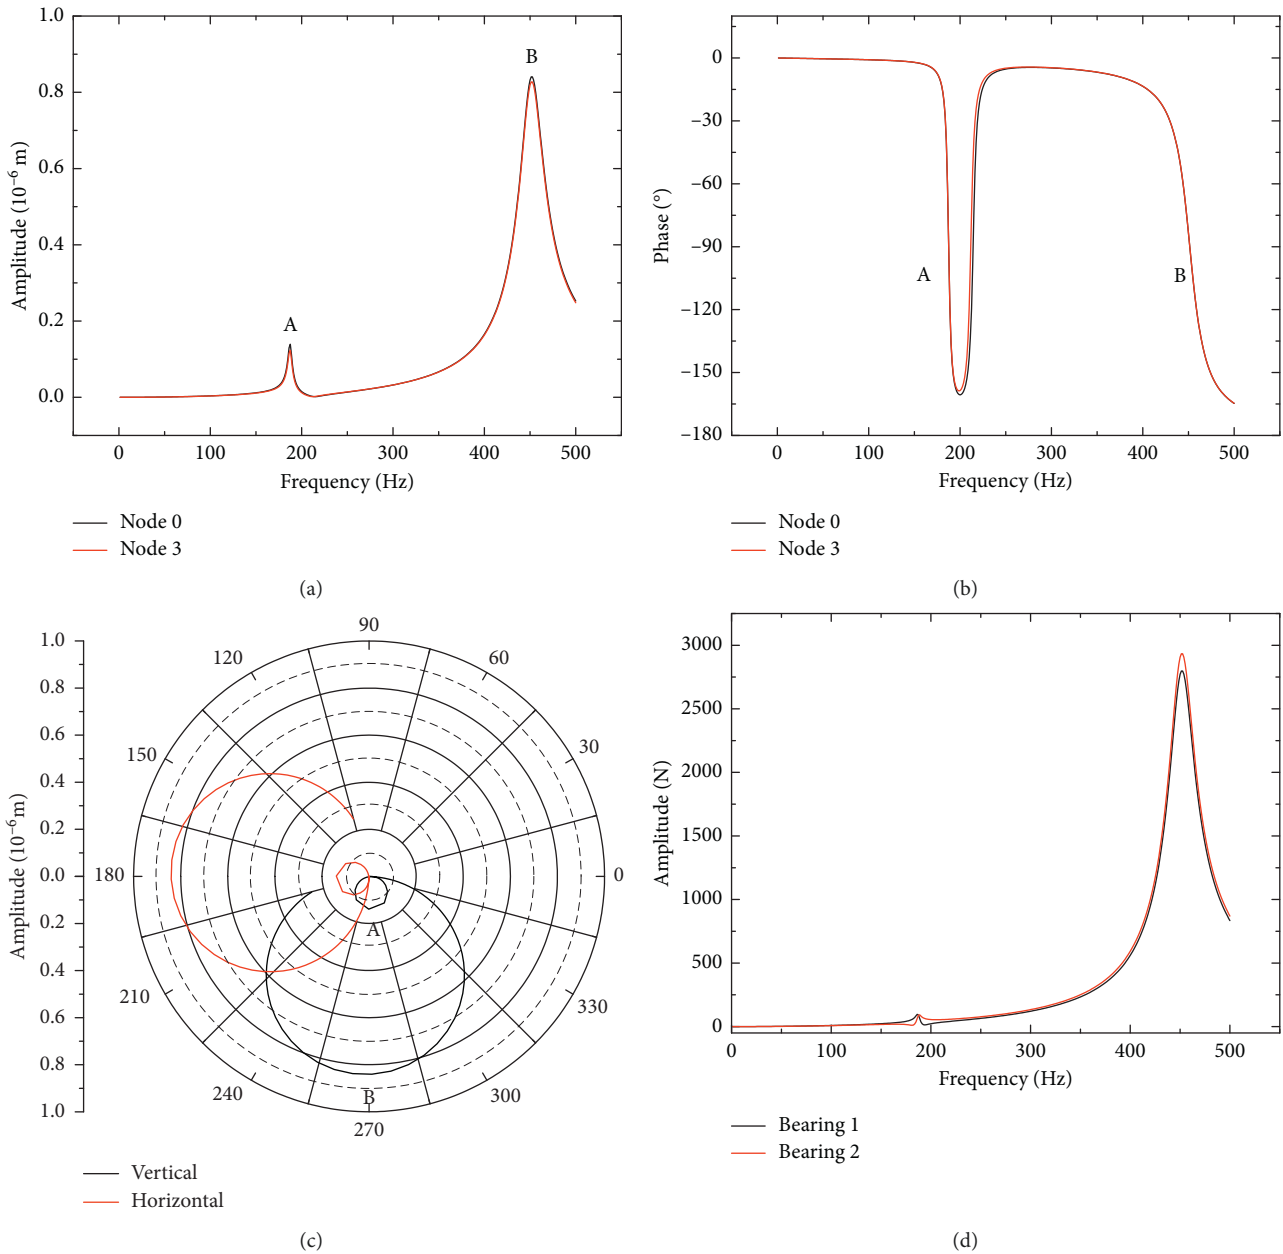 1.0
0.8
0.6
0.4
0.2
0.0
Amplitude (10⁻⁶ m)
A
B
0 100 200 300 400 500
Frequency (Hz)
Node 0
Node 3
(a)
0
–30
–60
–90
–120
–150
–180
Phase (°)
A
B
0 100 200 300 400 500
Frequency (Hz)
Node 0
Node 3
(b)
1.0
0.8
0.6
0.4
0.2
0.0
0.2
0.4
0.6
0.8
1.0
Amplitude (10⁻⁶ m)
90
120
60
150
30
180
0
210
330
240
300
270
A
B
Vertical
Horizontal
(c)
3000
2500
2000
1500
1000
500
0
Amplitude (N)
0 100 200 300 400 500
Frequency (Hz)
Bearing 1
Bearing 2
(d)